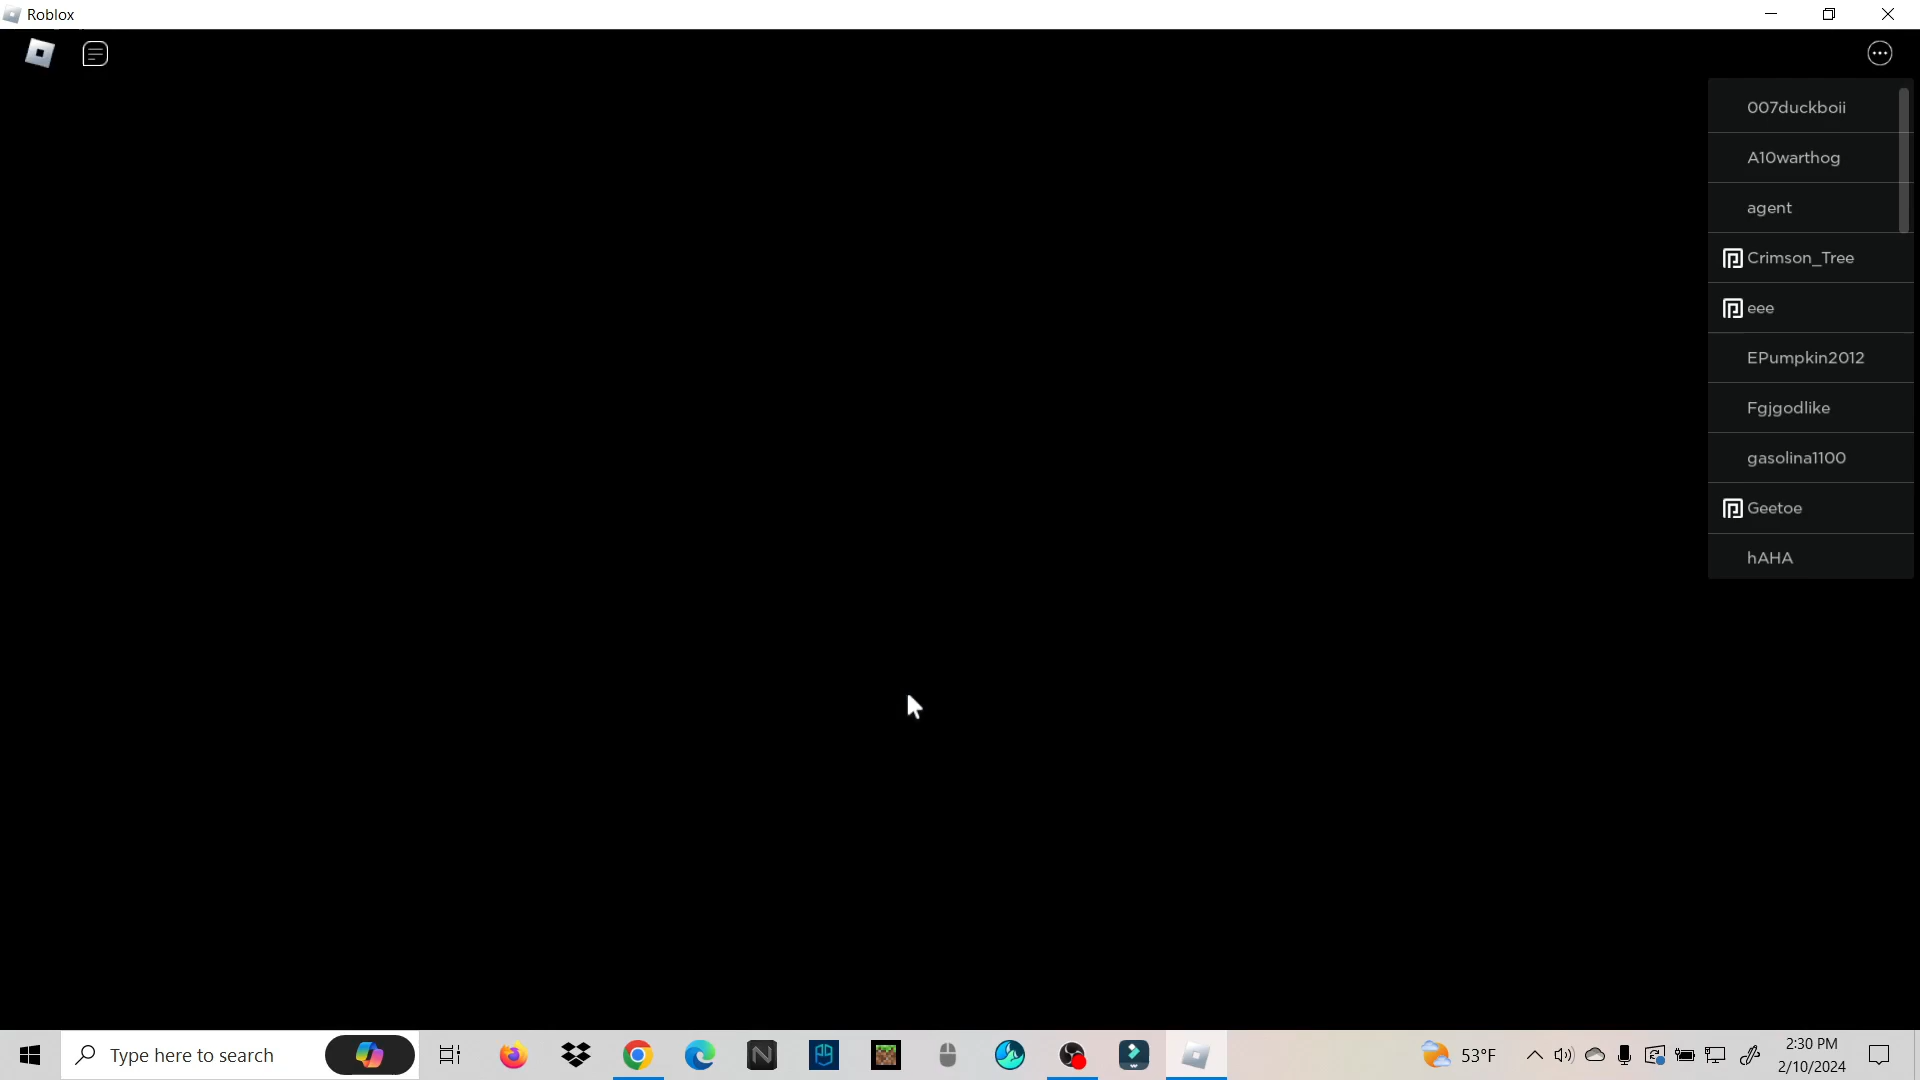 Roblox
007duckboii
A10warthog
agent
Crimson_Tree
eee
EPumpkin2012
Fgjgodlike
gasolina1100
Geetoe
hAHA
Type here to search
53°F
2:30 PM
2/10/2024